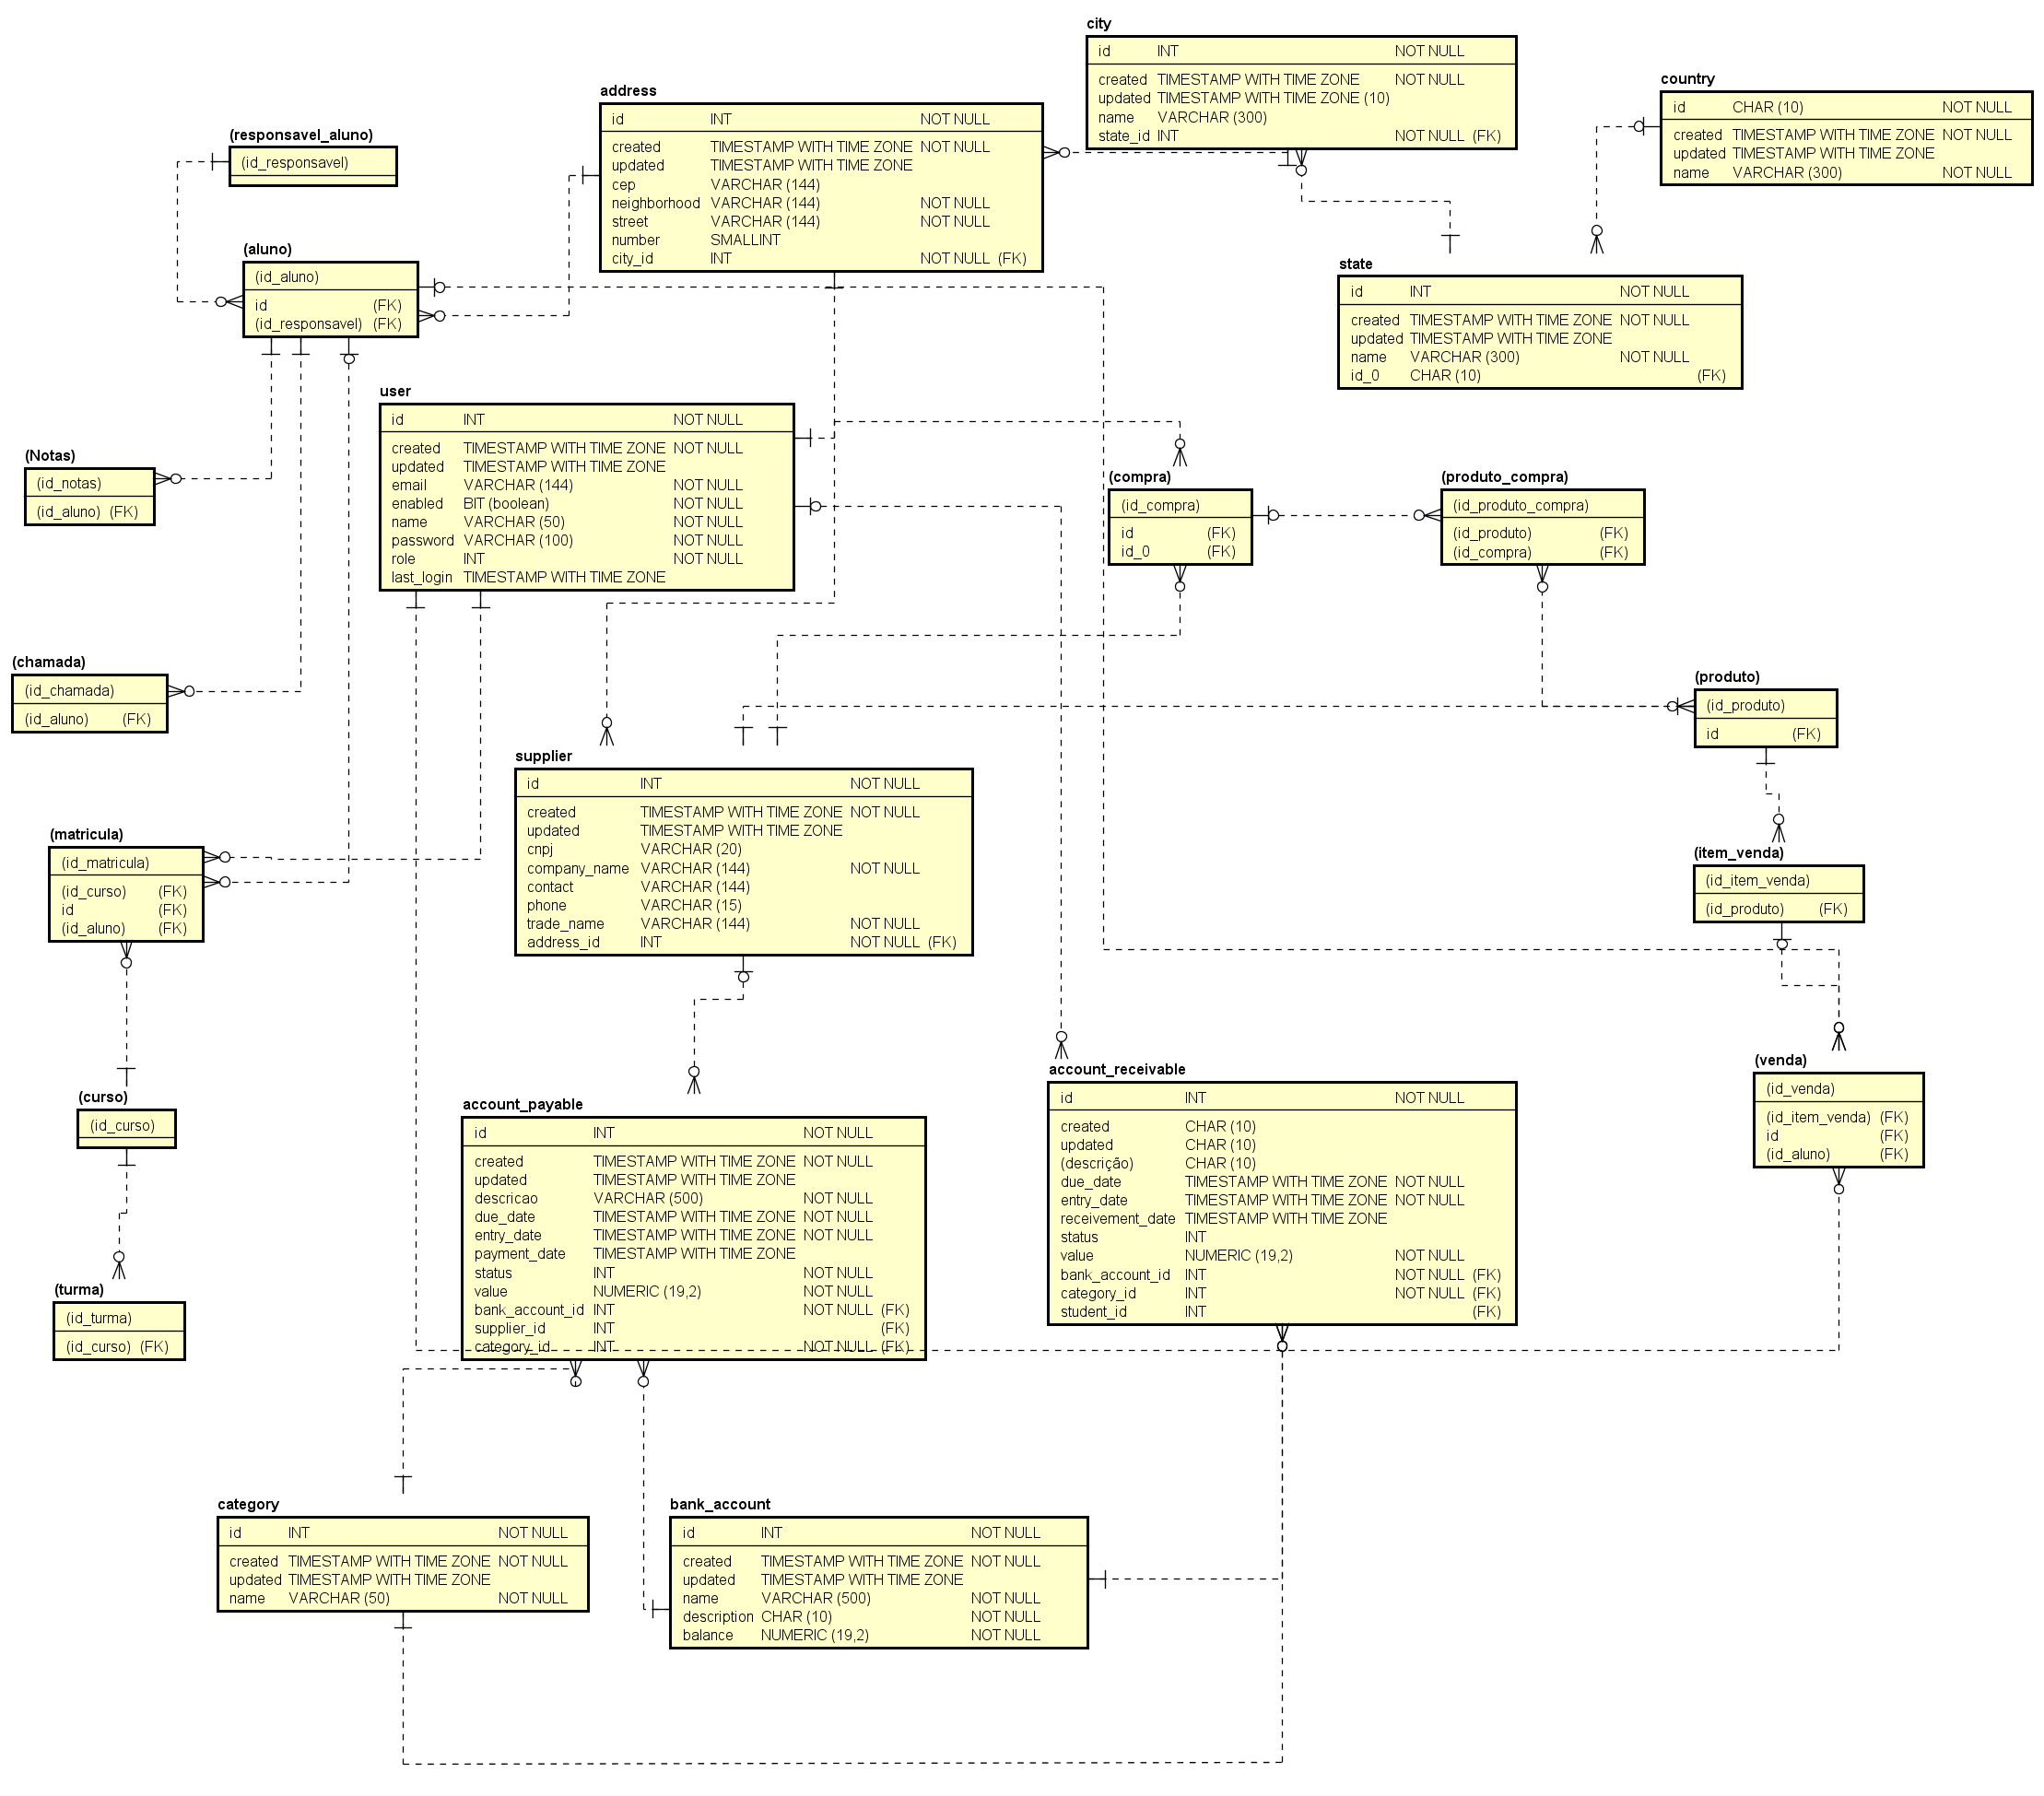 city
id INT NOT NULL
created TIMESTAMP WITH TIME ZONE NOT NULL
updated TIMESTAMP WITH TIME ZONE (10)
name VARCHAR (300)
state_id INT NOT NULL (FK)
country
id CHAR (10) NOT NULL
created TIMESTAMP WITH TIME ZONE NOT NULL
updated TIMESTAMP WITH TIME ZONE
name VARCHAR (300) NOT NULL
address
id INT NOT NULL
created TIMESTAMP WITH TIME ZONE NOT NULL
updated TIMESTAMP WITH TIME ZONE
cep VARCHAR (144)
neighborhood VARCHAR (144) NOT NULL
street VARCHAR (144) NOT NULL
number SMALLINT
city_id INT NOT NULL (FK)
(responsavel_aluno)
(id_responsavel)
(aluno)
(id_aluno)
id (FK)
(id_responsavel) (FK)
state
id INT NOT NULL
created TIMESTAMP WITH TIME ZONE NOT NULL
updated TIMESTAMP WITH TIME ZONE
name VARCHAR (300) NOT NULL
id_0 CHAR (10) (FK)
user
id INT NOT NULL
created TIMESTAMP WITH TIME ZONE NOT NULL
updated TIMESTAMP WITH TIME ZONE
email VARCHAR (144) NOT NULL
enabled BIT (boolean) NOT NULL
name VARCHAR (50) NOT NULL
password VARCHAR (100) NOT NULL
role INT NOT NULL
last_login TIMESTAMP WITH TIME ZONE
(Notas)
(id_notas)
(id_aluno) (FK)
(compra)
(id_compra)
id (FK)
id_0 (FK)
(produto_compra)
(id_produto_compra)
(id_produto) (FK)
(id_compra) (FK)
(chamada)
(id_chamada)
(id_aluno) (FK)
(produto)
(id_produto)
id (FK)
supplier
id INT NOT NULL
created TIMESTAMP WITH TIME ZONE NOT NULL
updated TIMESTAMP WITH TIME ZONE
cnpj VARCHAR (20)
company_name VARCHAR (144) NOT NULL
contact VARCHAR (144)
phone VARCHAR (15)
trade_name VARCHAR (144) NOT NULL
address_id INT NOT NULL (FK)
(matricula)
(id_matricula)
(id_curso) (FK)
id (FK)
(id_aluno) (FK)
(item_venda)
(id_item_venda)
(id_produto) (FK)
(curso)
(id_curso)
account_payable
id INT NOT NULL
created TIMESTAMP WITH TIME ZONE NOT NULL
updated TIMESTAMP WITH TIME ZONE
descricao VARCHAR (500) NOT NULL
due_date TIMESTAMP WITH TIME ZONE NOT NULL
entry_date TIMESTAMP WITH TIME ZONE NOT NULL
payment_date TIMESTAMP WITH TIME ZONE
status INT NOT NULL
value NUMERIC (19,2) NOT NULL
bank_account_id INT NOT NULL (FK)
supplier_id INT (FK)
category_id INT NOT NULL (FK)
account_receivable
id INT NOT NULL
created CHAR (10)
updated CHAR (10)
(descrição) CHAR (10)
due_date TIMESTAMP WITH TIME ZONE NOT NULL
entry_date TIMESTAMP WITH TIME ZONE NOT NULL
receivement_date TIMESTAMP WITH TIME ZONE
status INT
value NUMERIC (19,2) NOT NULL
bank_account_id INT NOT NULL (FK)
category_id INT NOT NULL (FK)
student_id INT (FK)
(venda)
(id_venda)
(id_item_venda) (FK)
id (FK)
(id_aluno) (FK)
(turma)
(id_turma)
(id_curso) (FK)
category
id INT NOT NULL
created TIMESTAMP WITH TIME ZONE NOT NULL
updated TIMESTAMP WITH TIME ZONE
name VARCHAR (50) NOT NULL
bank_account
id INT NOT NULL
created TIMESTAMP WITH TIME ZONE NOT NULL
updated TIMESTAMP WITH TIME ZONE
name VARCHAR (500) NOT NULL
description CHAR (10) NOT NULL
balance NUMERIC (19,2) NOT NULL